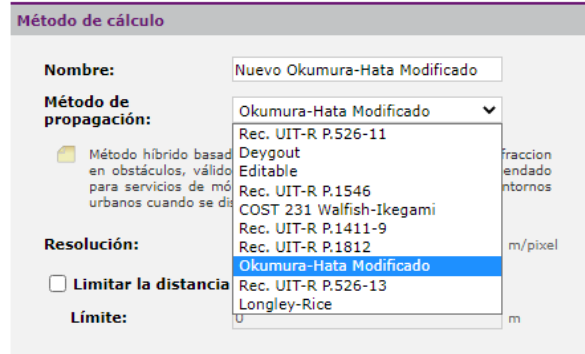 Método de cálculo
Nombre: Nuevo Okumura-Hata Modificado
Método de
propagación: Okumura-Hata Modificado
Rec. UIT-R P.526-11
Método híbrido basad Deygout fraccion
en obstáculos, válido Editable endado
para servicios de mó Rec. UIT-R P.1546 ntornos
urbanos cuando se di COST 231 Walfish-Ikegami
Rec. UIT-R P.1411-9
Resolución: Rec. UIT-R P.1812 m/pixel
Okumura-Hata Modificado
Limitar la distancia Rec. UIT-R P.526-13
Longley-Rice
Límite: 0 m